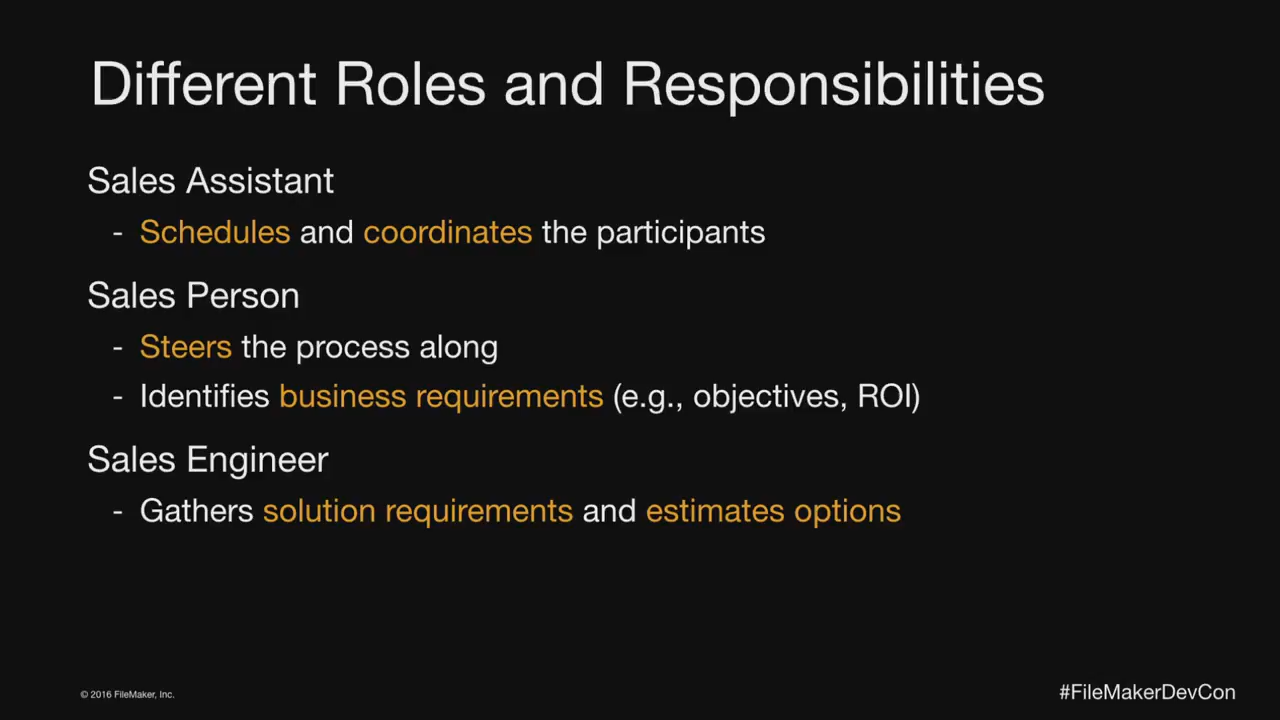 Different Roles and Responsibilities
Sales Assistant
- Schedules and coordinates the participants
Sales Person
- Steers the process along
- Identifies business requirements (e.g., objectives, ROI)
Sales Engineer
- Gathers solution requirements and estimates options
© 2016 FileMaker, Inc.
#FileMakerDevCon